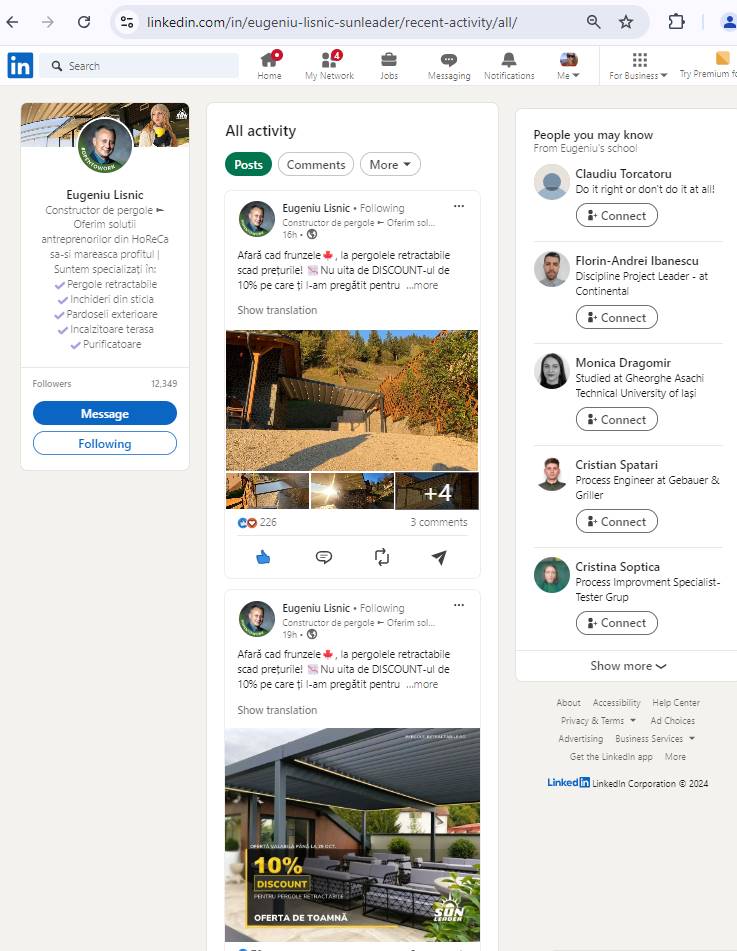 linkedin.com/in/eugeniu-lisnic-sunleader/recent-activity/all/
in
Search
Home
4
My Network
Jobs
Messaging
Notifications
Me
For Business
Try Premium fo
#OPENTOWORK
Eugeniu Lisnic
Constructor de pergole
Oferim solutii
antreprenorilor din HoReCa
sa-si mareasca profitul |
Suntem specializați în:
Pergole retractabile
Inchideri din sticla
Pardoseli exterioare
Incalzitoare terasa
Purificatoare
Followers 12,349
Message
Following
All activity
Posts
Comments
More
Eugeniu Lisnic • Following
Constructor de pergole Oferim sol...
16h •
Afară cad frunzele🍁, la pergolele retractabile
scad prețurile! Nu uita de DISCOUNT-ul de
10% pe care ți l-am pregătit pentru ...more
Show translation
+4
226
3 comments
Eugeniu Lisnic • Following
Constructor de pergole Oferim sol...
19h •
Afară cad frunzele🍁, la pergolele retractabile
scad prețurile! Nu uita de DISCOUNT-ul de
10% pe care ți l-am pregătit pentru ...more
Show translation
OFERTĂ VALABILĂ PÂNĂ LA 25 OCT.
10%
DISCOUNT
PENTRU PERGOLE RETRACTABILE
OFERTA DE TOAMNĂ
SUN
LEADER
People you may know
From Eugeniu's school
Claudiu Torcatoru
Do it right or don't do it at all!
Connect
Florin-Andrei Ibanescu
Discipline Project Leader - at
Continental
Connect
Monica Dragomir
Studied at Gheorghe Asachi
Technical University of Iași
Connect
Cristian Spatari
Process Engineer at Gebauer &
Griller
Connect
Cristina Soptica
Process Improvment Specialist-
Tester Grup
Connect
Show more
About Accessibility Help Center
Privacy & Terms Ad Choices
Advertising Business Services
Get the LinkedIn app More
LinkedIn LinkedIn Corporation © 2024